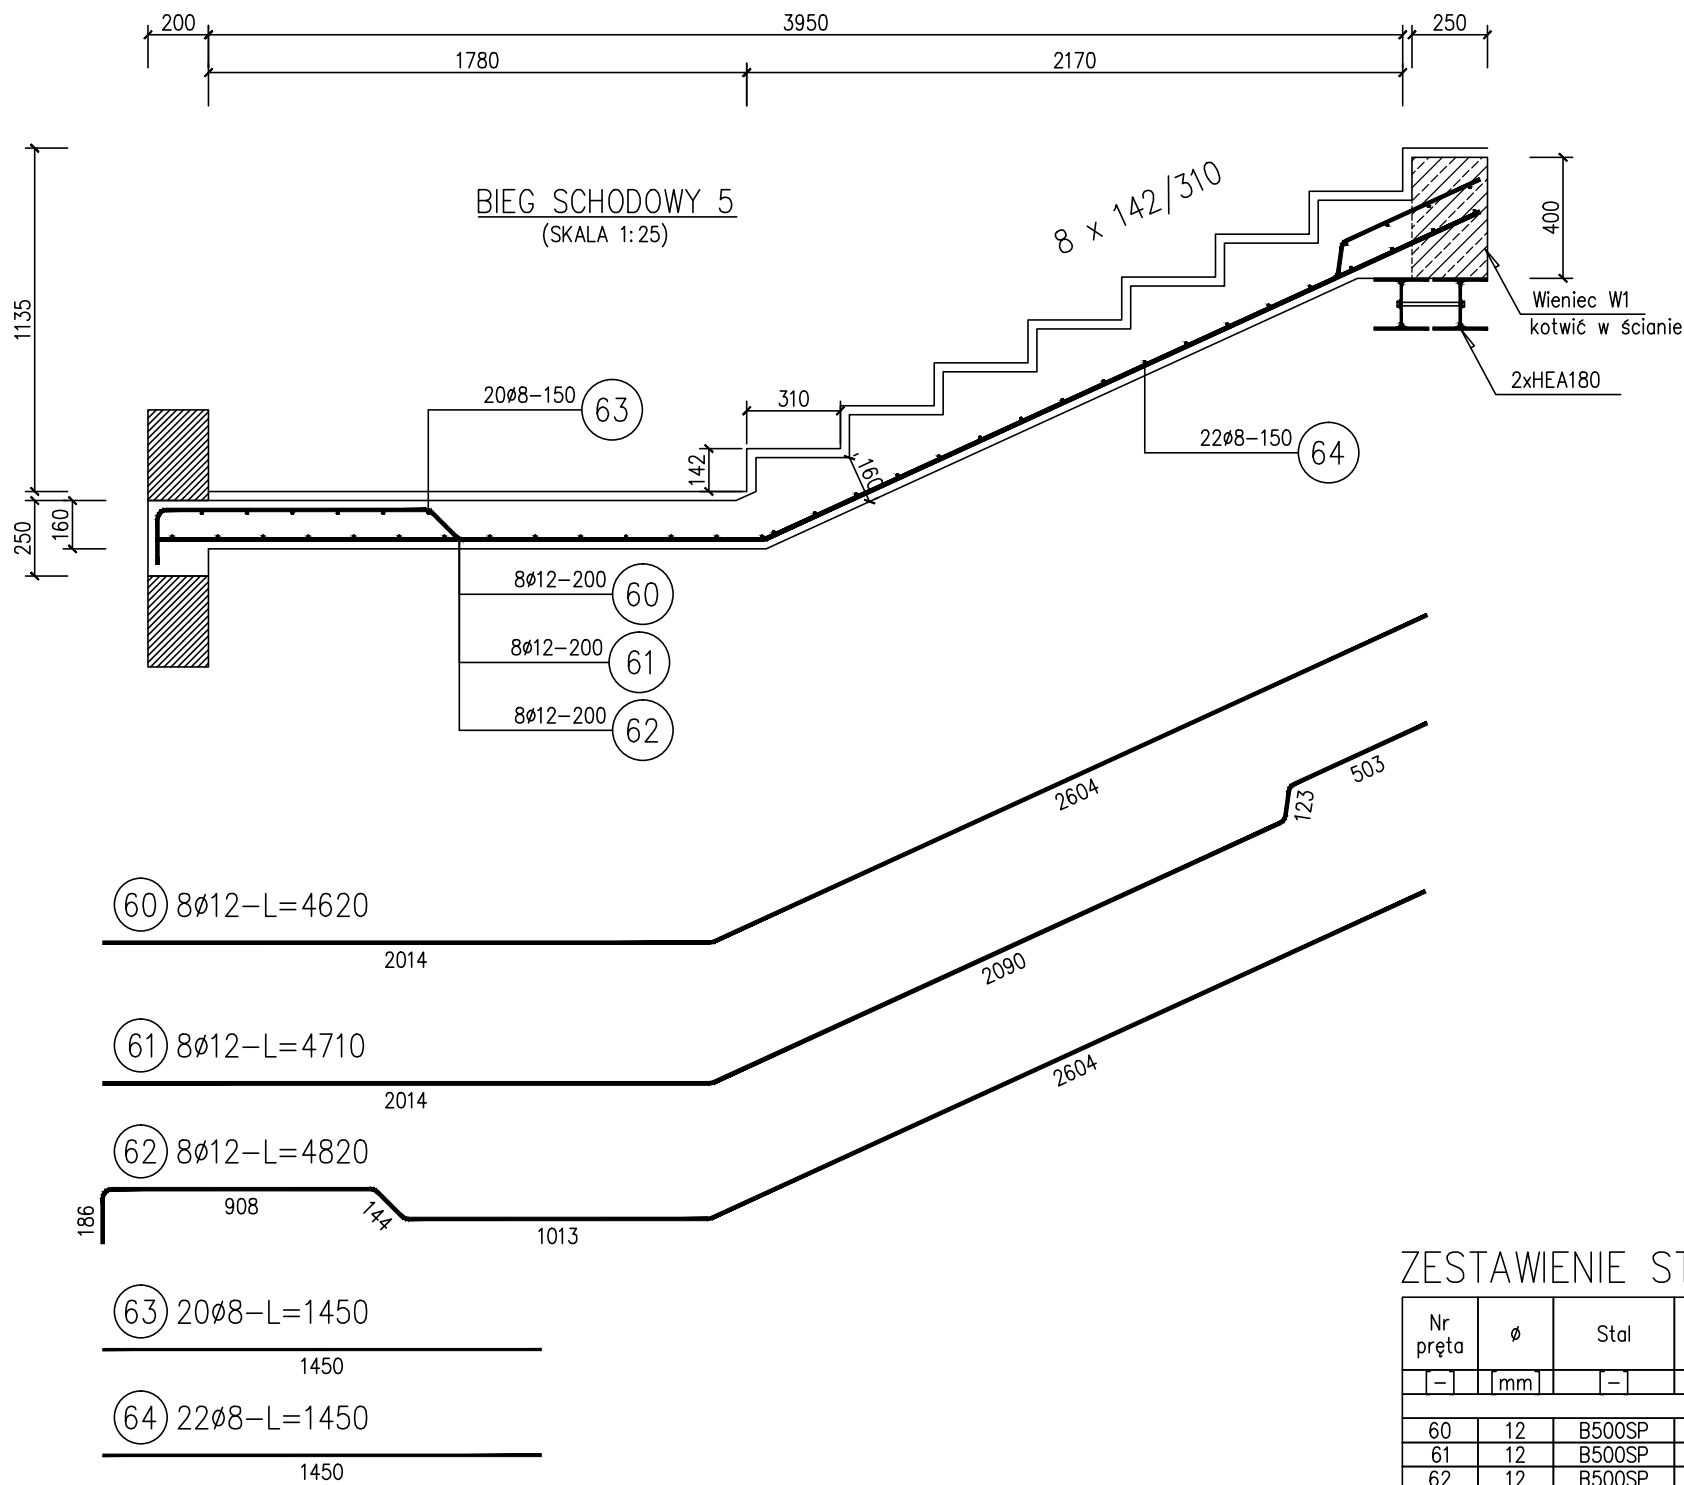 200
3950
250
1780
2170
BIEG SCHODOWY 5
(SKALA 1:25)
8 x 142/310
400
1135
Wieniec W1
kotwić w ścianie
2xHEA180
20ø8-150
63
310
142
160
22ø8-150
64
250
160
8ø12-200
60
8ø12-200
61
8ø12-200
62
2604
503
123
60 8ø12-L=4620
2014
2090
61 8ø12-L=4710
2014
2604
62 8ø12-L=4820
186
908
144
1013
63 20ø8-L=1450
1450
64 22ø8-L=1450
1450
ZESTAWIENIE ST
Nr pręta ø Stal
[-] [mm] [-]
60 12 B500SP
61 12 B500SP
62 12 B500SP